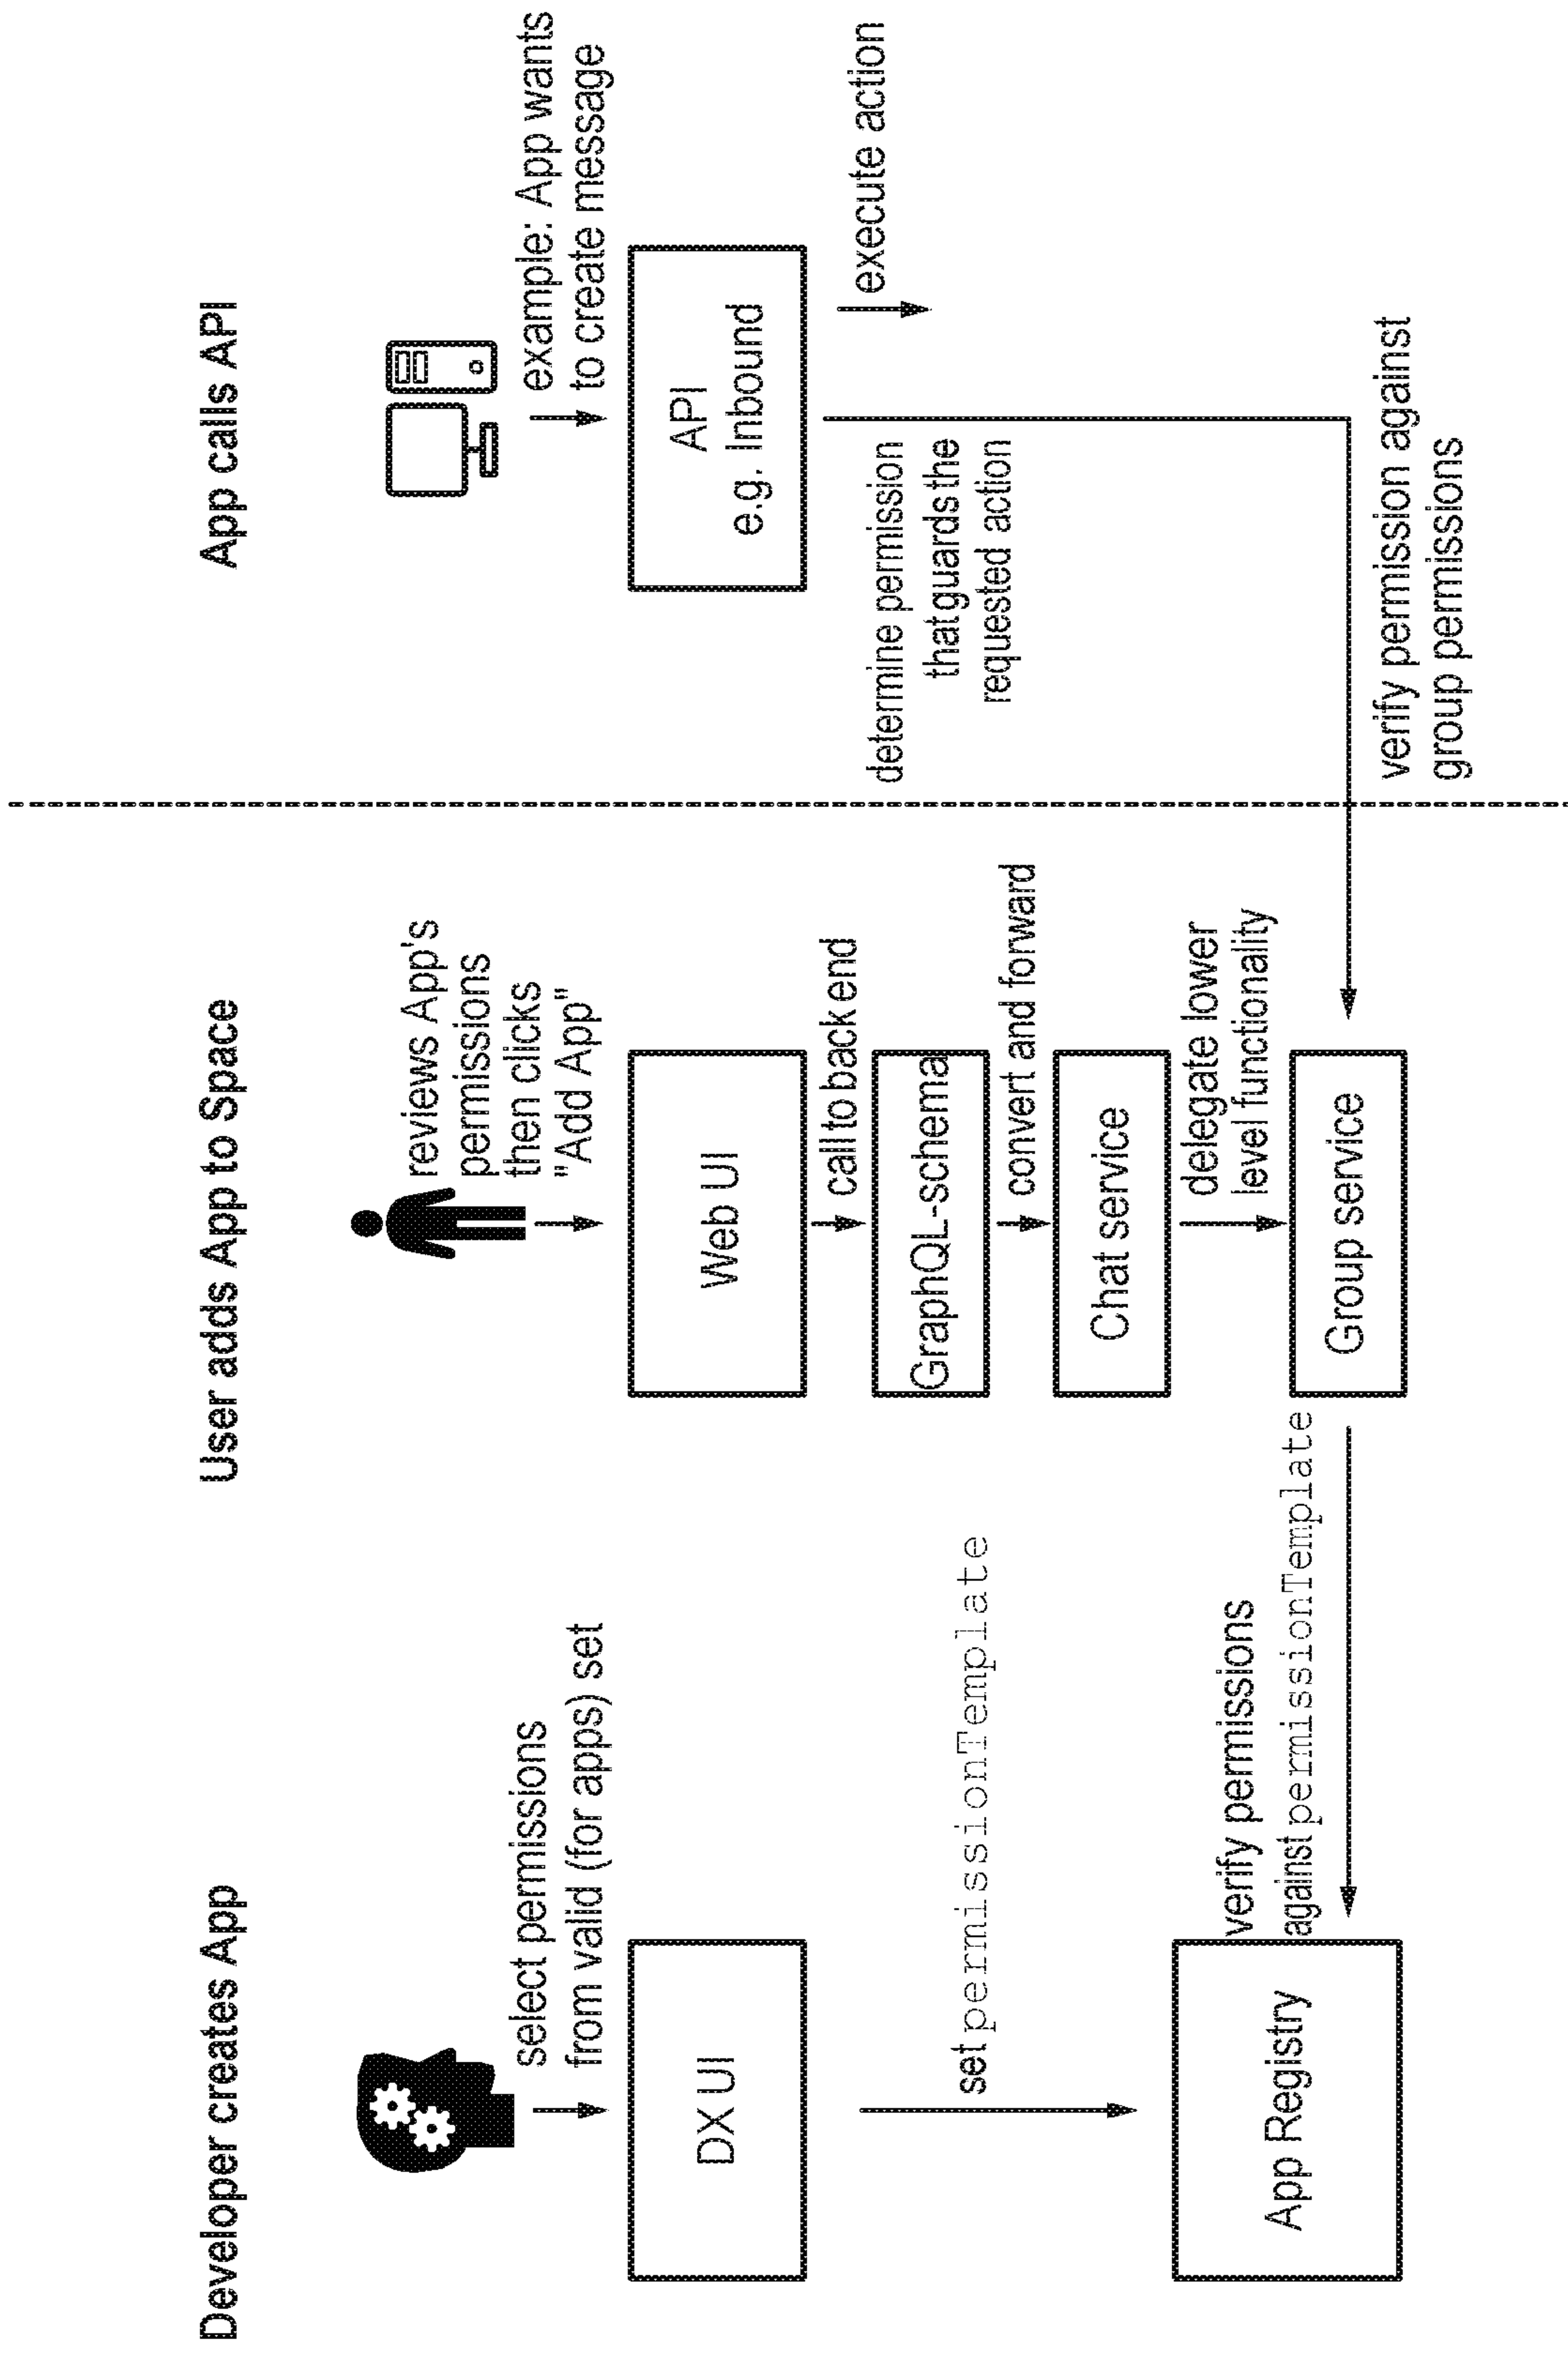 Developer creates App
select permissions
from valid (for apps) set
DX UI
set permissionTemplate
App Registry
User adds App to Space
reviews App's
permissions
then clicks
"Add App"
Web UI
call to back end
GraphQL-schema
convert and forward
Chat service
delegate lower
level functionality
Group service
verify permissions
against permissionTemplate
App calls API
example: App wants
to create message
API
e.g. Inbound
execute action
determine permission
that guards the
requested action
verify permission against
group permissions